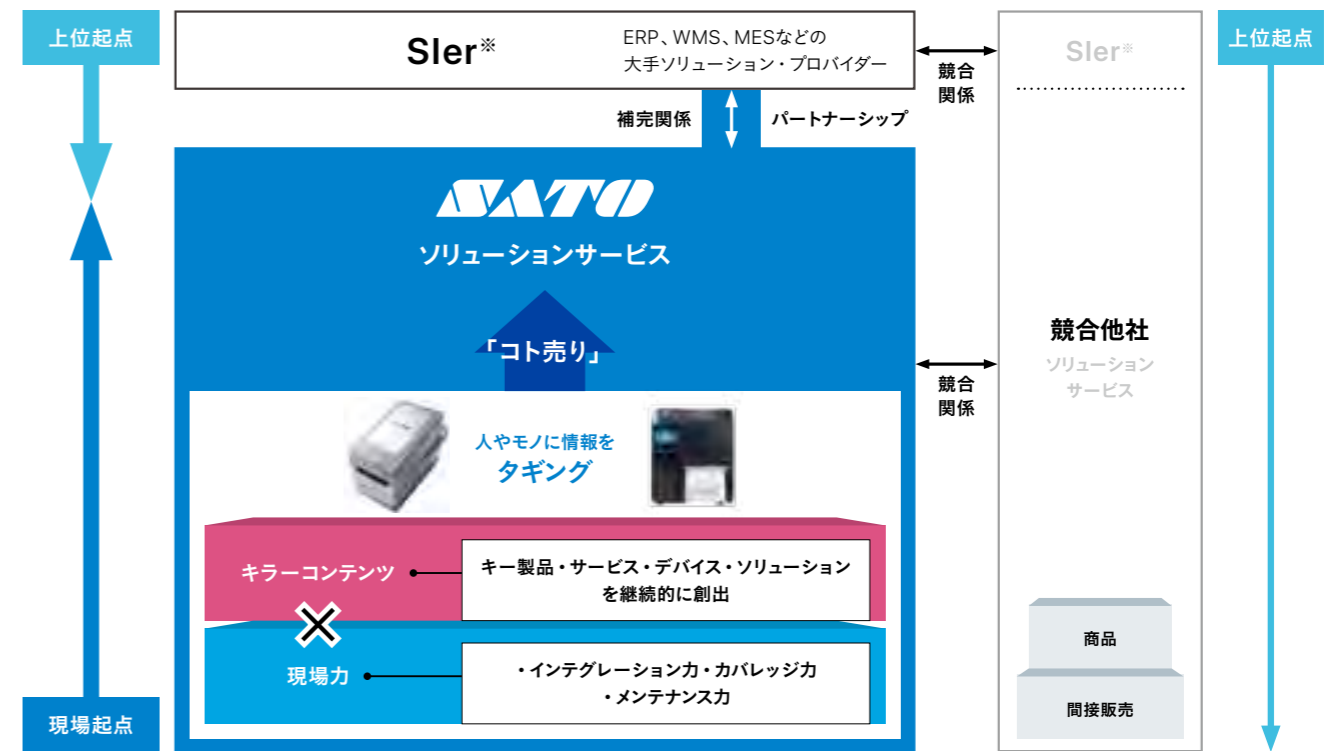 上位起点
SIer※
ERP、WMS、MESなどの
大手ソリューション・プロバイダー
競合
関係
SIer※
上位起点
補完関係
パートナーシップ
SATO
ソリューションサービス
「コト売り」
競合他社
ソリューション
サービス
競合
関係
人やモノに情報を
タギング
キラーコンテンツ
キー製品・サービス・デバイス・ソリューション
を継続的に創出
現場力
・インテグレーション力・カバレッジ力
・メンテナンス力
商品
間接販売
現場起点